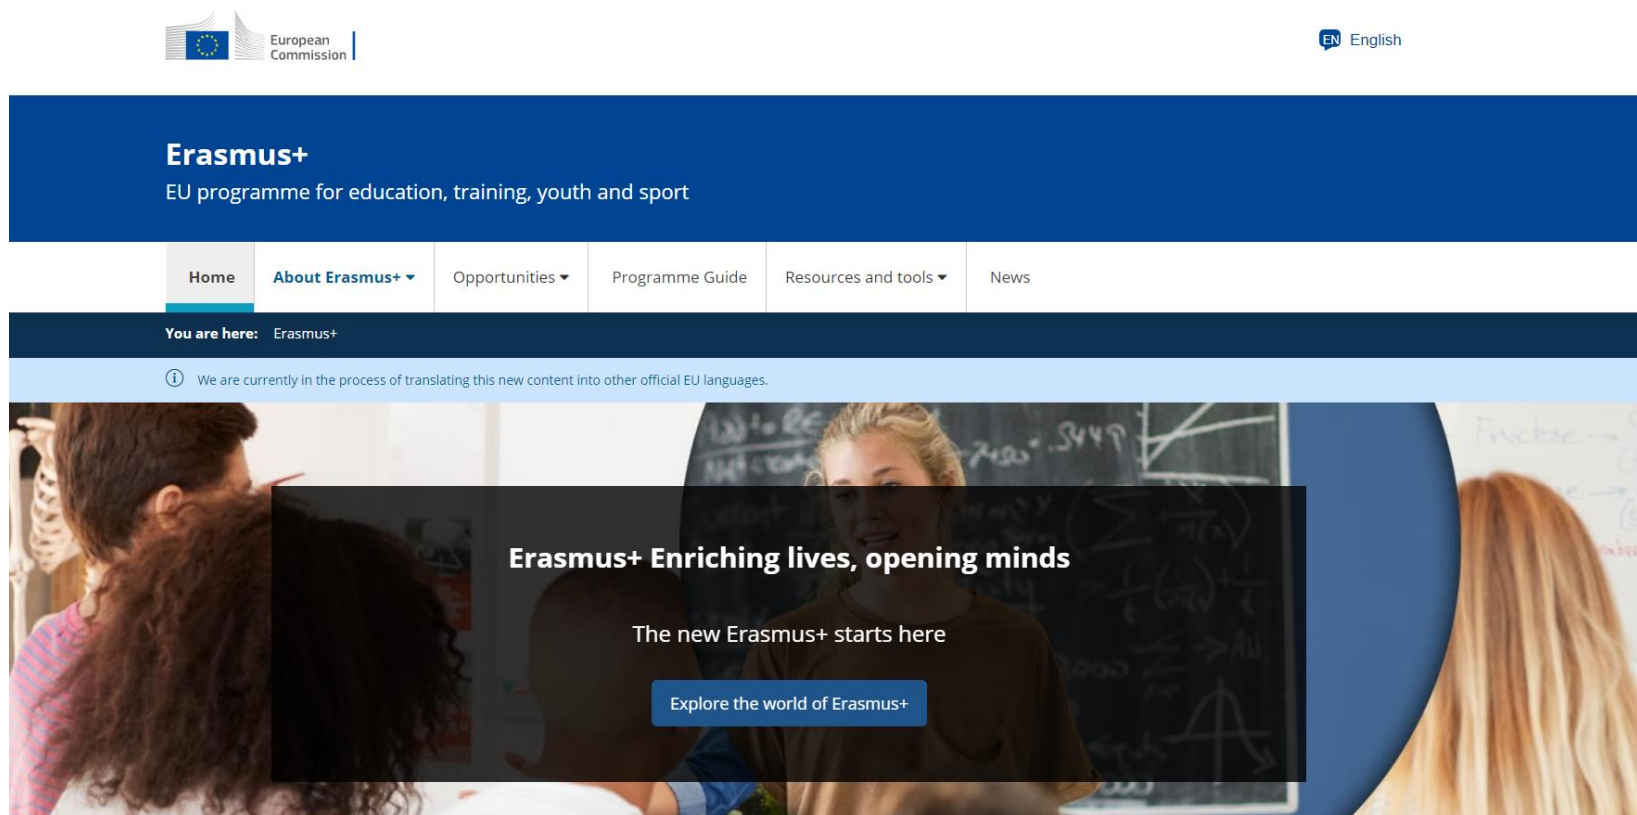 European
Commission
EN English
Erasmus+
EU programme for education, training, youth and sport
Home
About Erasmus+
Opportunities
Programme Guide
Resources and tools
News
You are here: Erasmus+
We are currently in the process of translating this new content into other official EU languages.
Erasmus+ Enriching lives, opening minds
The new Erasmus+ starts here
Explore the world of Erasmus+
Fructose